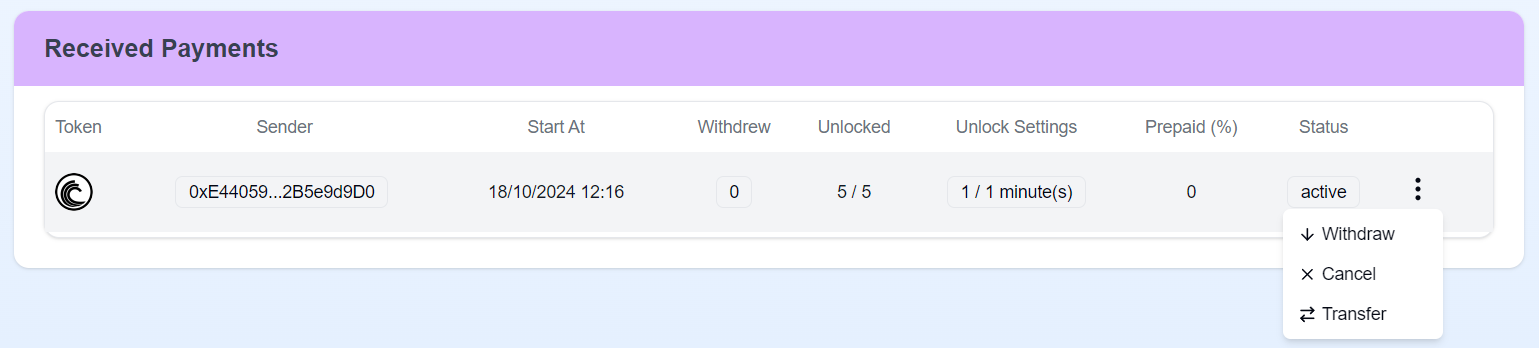 Received Payments
Token Sender Start At Withdrew Unlocked Unlock Settings Prepaid (%) Status
0xE44059...2B5e9d9D0 18/10/2024 12:16 0 5 / 5 1 / 1 minute(s) 0 active
Withdraw
Cancel
Transfer